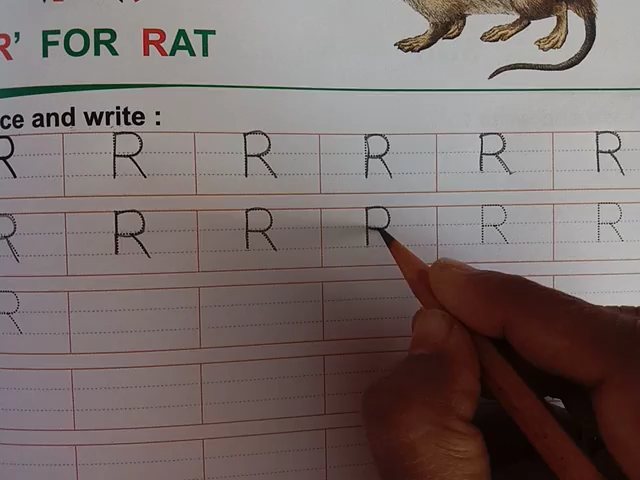 R’ FOR RAT
ce and write :
R R R R R R
R R R R R R
R